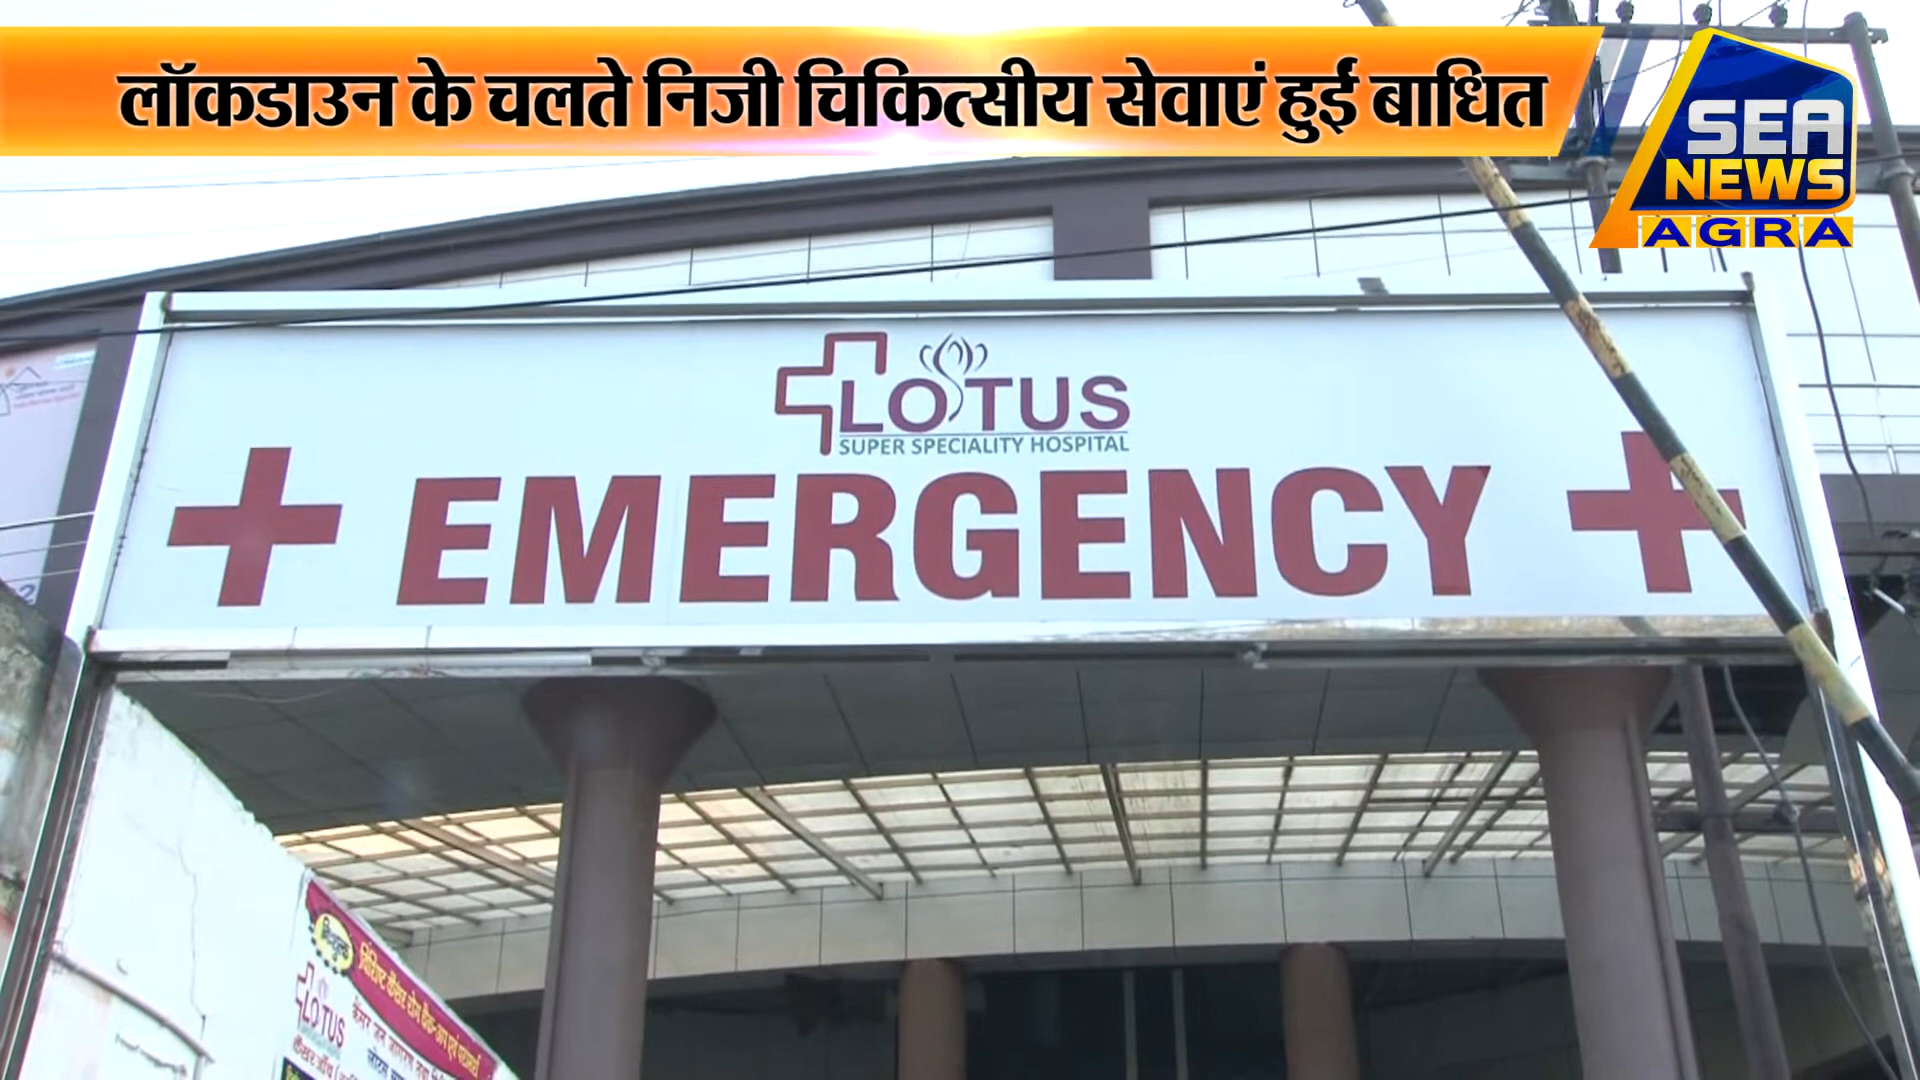 लॉकडाउन के चलते निजी चिकित्सीय सेवाएं हुईं बाधित
SEA
NEWS
AGRA
LOTUS
SUPER SPECIALITY HOSPITAL
EMERGENCY
LOTUS